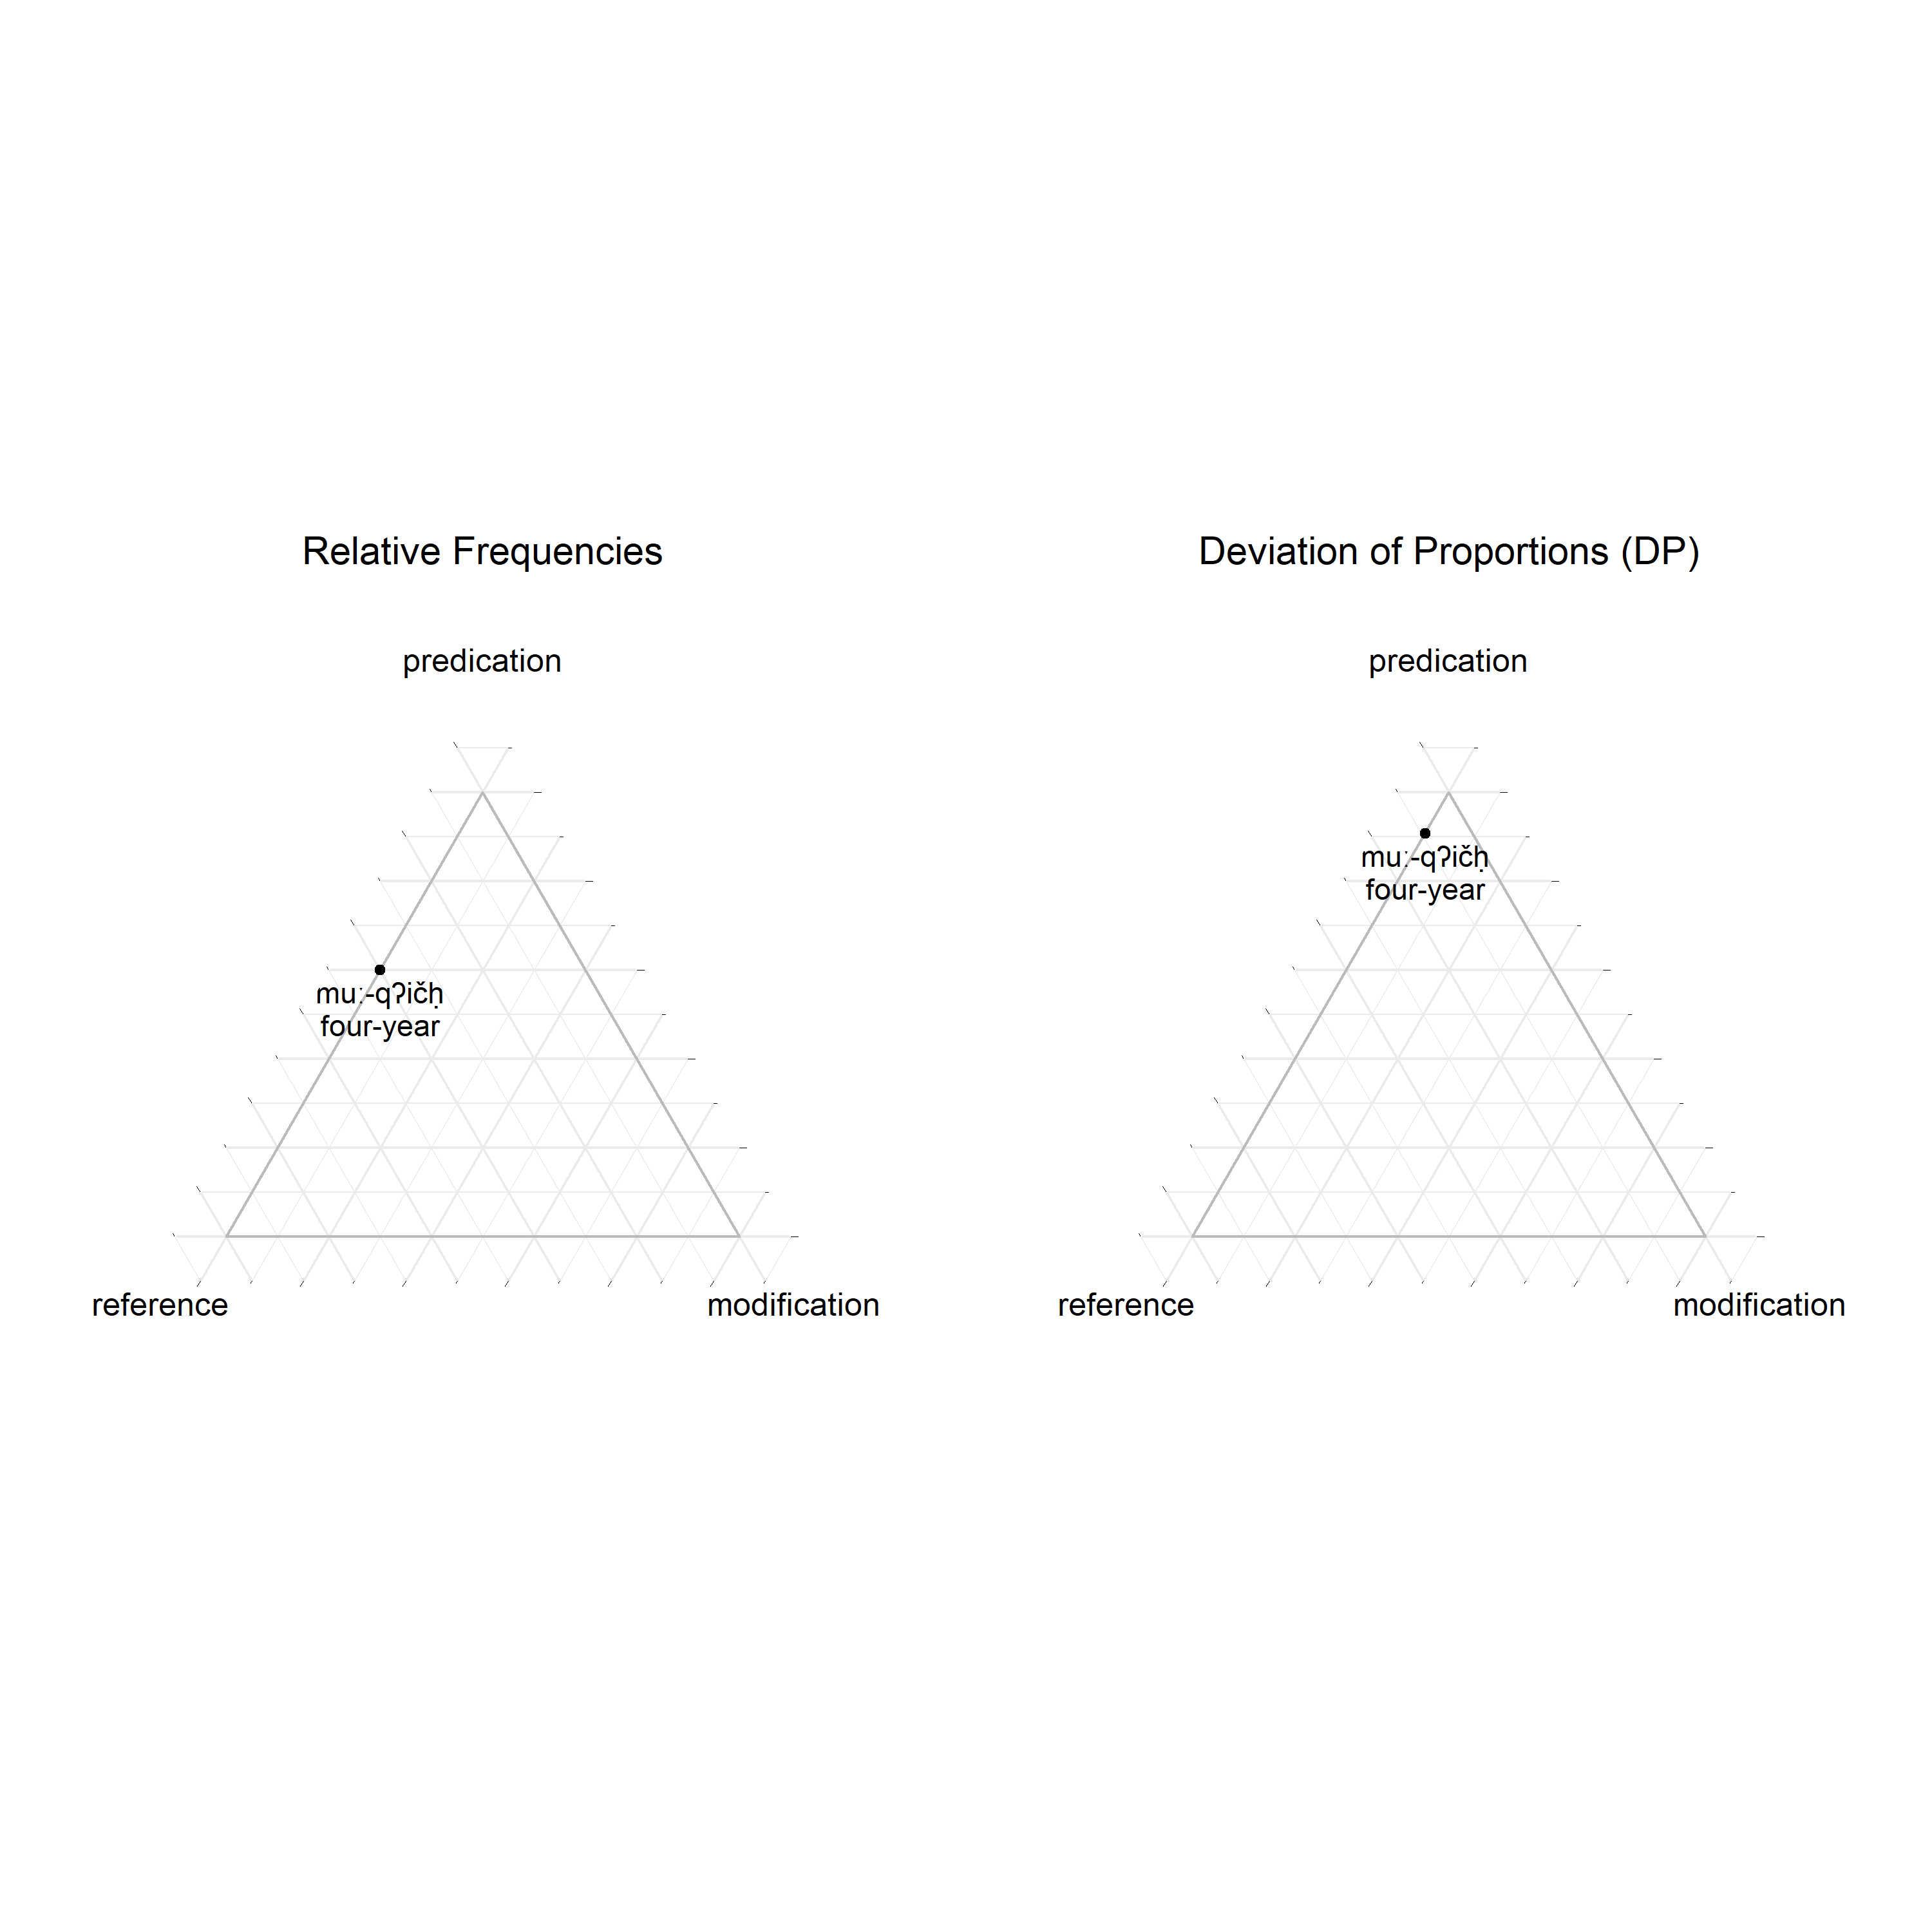 Relative Frequencies
predication
muː-qʔičḥ
four-year
reference
modification
Deviation of Proportions (DP)
predication
muː-qʔičḥ
four-year
reference
modification